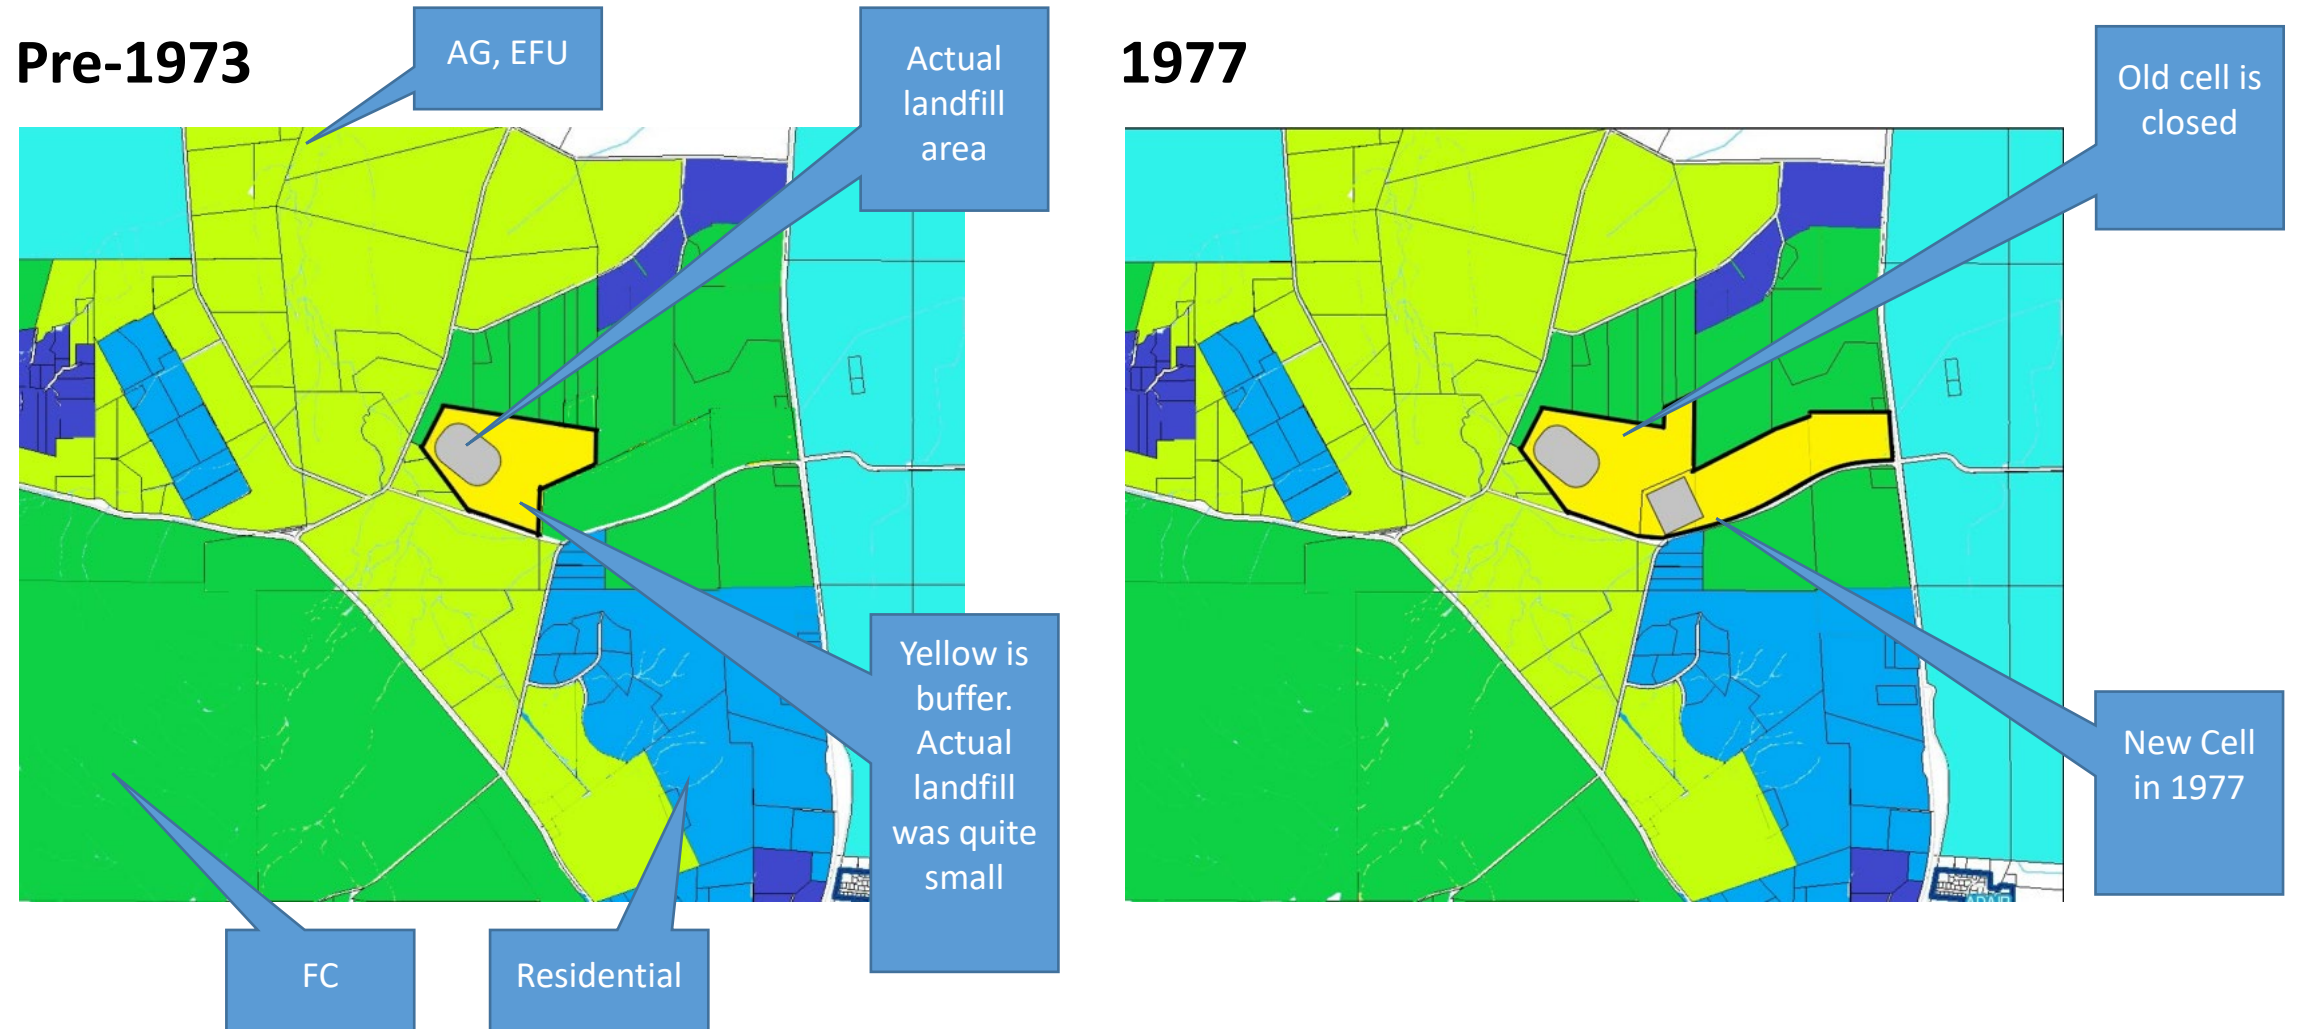 Pre-1973
AG, EFU
Actual
landfill
area
Yellow is
buffer.
Actual
landfill
was quite
small
FC
Residential
1977
Old cell is
closed
New Cell
in 1977
ADAIR